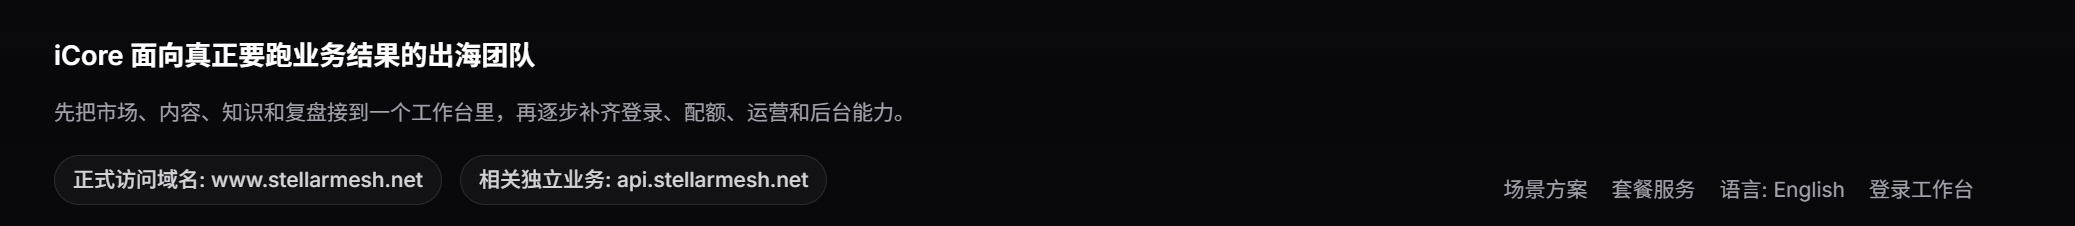 iCore 面向真正要跑业务结果的出海团队
先把市场、内容、知识和复盘接到一个工作台里，再逐步补齐登录、配额、运营和后台能力。
正式访问域名: www.stellarmesh.net 相关独立业务: api.stellarmesh.net
场景方案 套餐服务 语言: English 登录工作台